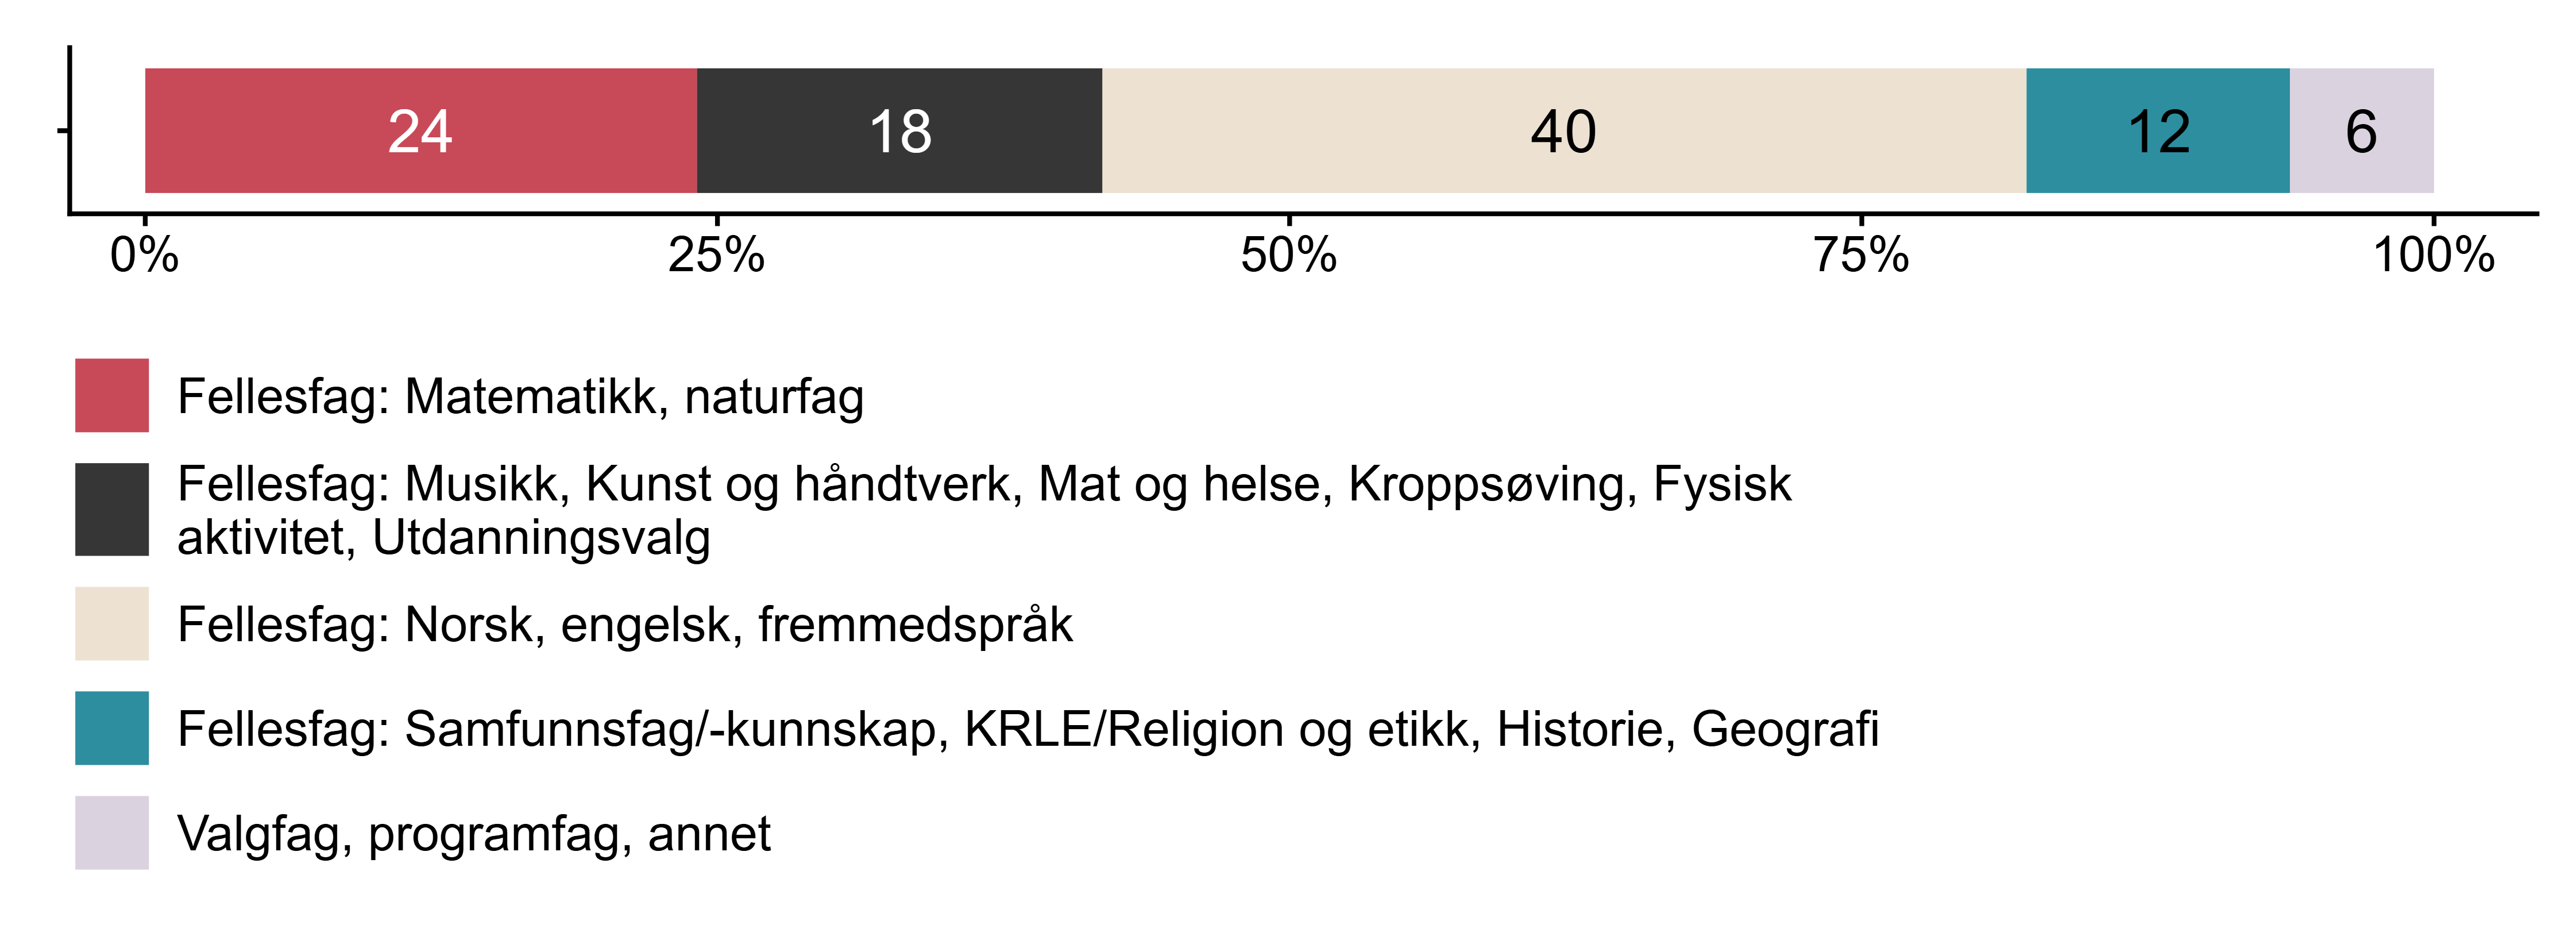 24 18 40 12 6
0% 25% 50% 75% 100%
Fellesfag: Matematikk, naturfag
Fellesfag: Musikk, Kunst og håndtverk, Mat og helse, Kroppsøving, Fysisk
aktivitet, Utdanningsvalg
Fellesfag: Norsk, engelsk, fremmedspråk
Fellesfag: Samfunnsfag/-kunnskap, KRLE/Religion og etikk, Historie, Geografi
Valgfag, programfag, annet